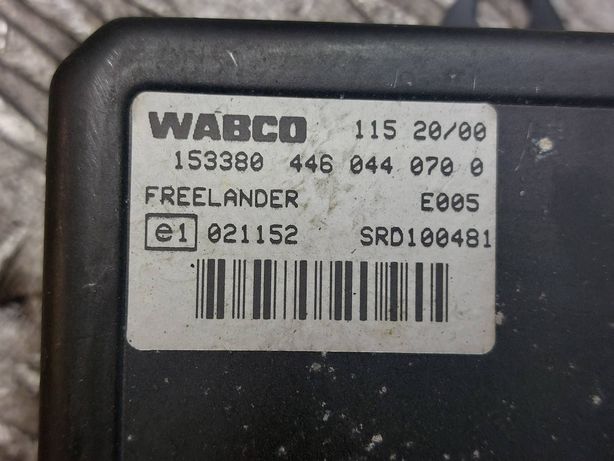 WABCO 115 20/00
153380 446 044 070 0
FREELANDER E005
e1 021152 SRD100481